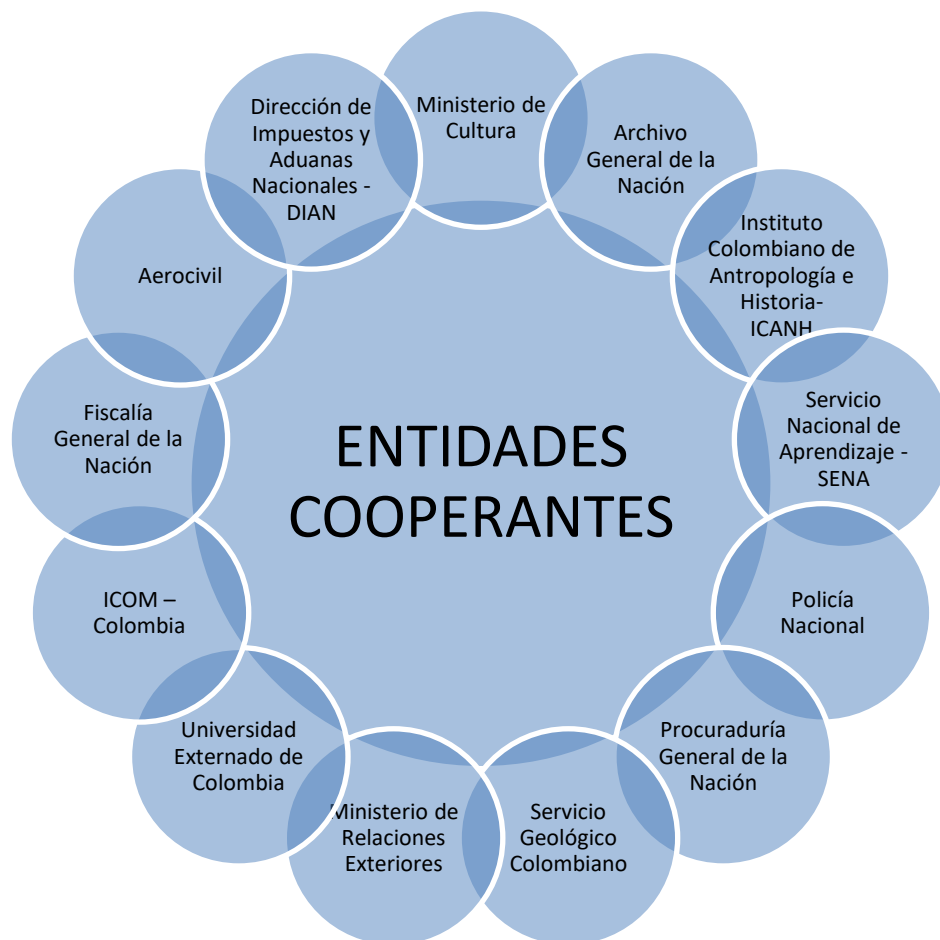 Ministerio de
Cultura
Archivo
General de la
Nación
Instituto
Colombiano de
Antropología e
Historia-
ICANH
Servicio
Nacional de
Aprendizaje -
SENA
Policía
Nacional
Procuraduría
General de la
Nación
Servicio
Geológico
Colombiano
Ministerio de
Relaciones
Exteriores
Universidad
Externado de
Colombia
ICOM –
Colombia
Fiscalía
General de la
Nación
Aerocivil
Dirección de
Impuestos y
Aduanas
Nacionales -
DIAN
ENTIDADES
COOPERANTES